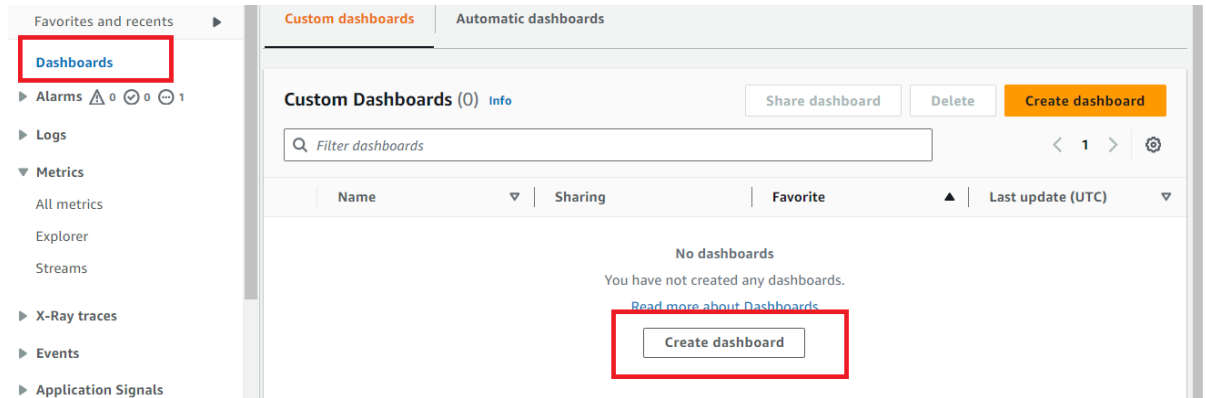 Favorites and recents
Dashboards
Alarms 0 0 1
Logs
Metrics
All metrics
Explorer
Streams
X-Ray traces
Events
Application Signals
Custom dashboards Automatic dashboards
Custom Dashboards (0) Info Share dashboard Delete Create dashboard
Filter dashboards 1
Name Sharing Favorite Last update (UTC)
No dashboards
You have not created any dashboards.
Read more about Dashboards
Create dashboard